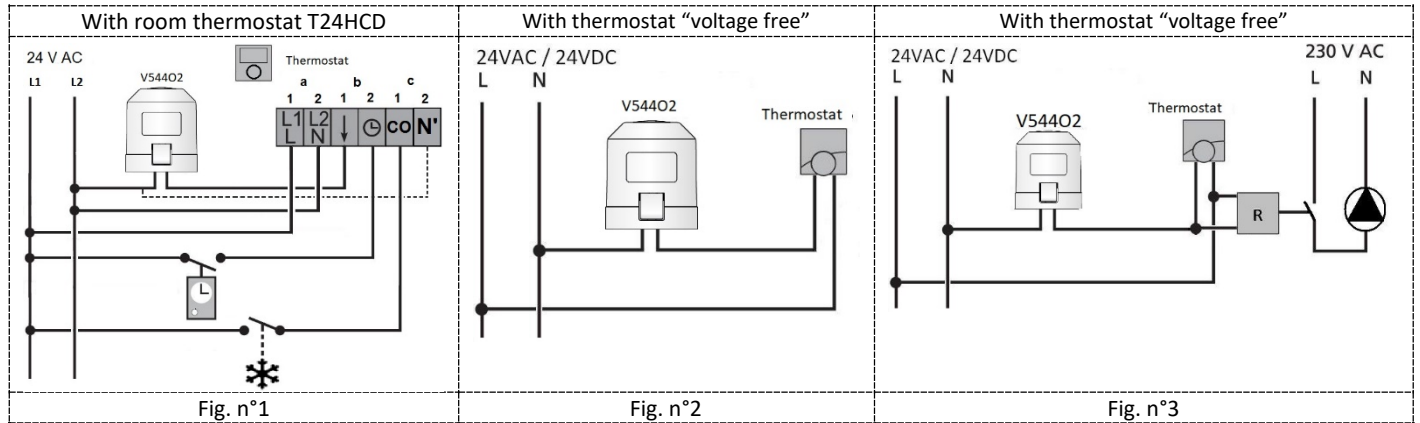 With room thermostat T24HCD
With thermostat “voltage free”
With thermostat “voltage free”
24 V AC
L1 L2
V544O2
Thermostat
a b c
1 2 1 2 1 2
L1 L2 CO N'
L N
24VAC / 24VDC
L N
V544O2
Thermostat
24VAC / 24VDC
L N
V544O2
Thermostat
230 V AC
L N
R
Fig. n°1
Fig. n°2
Fig. n°3